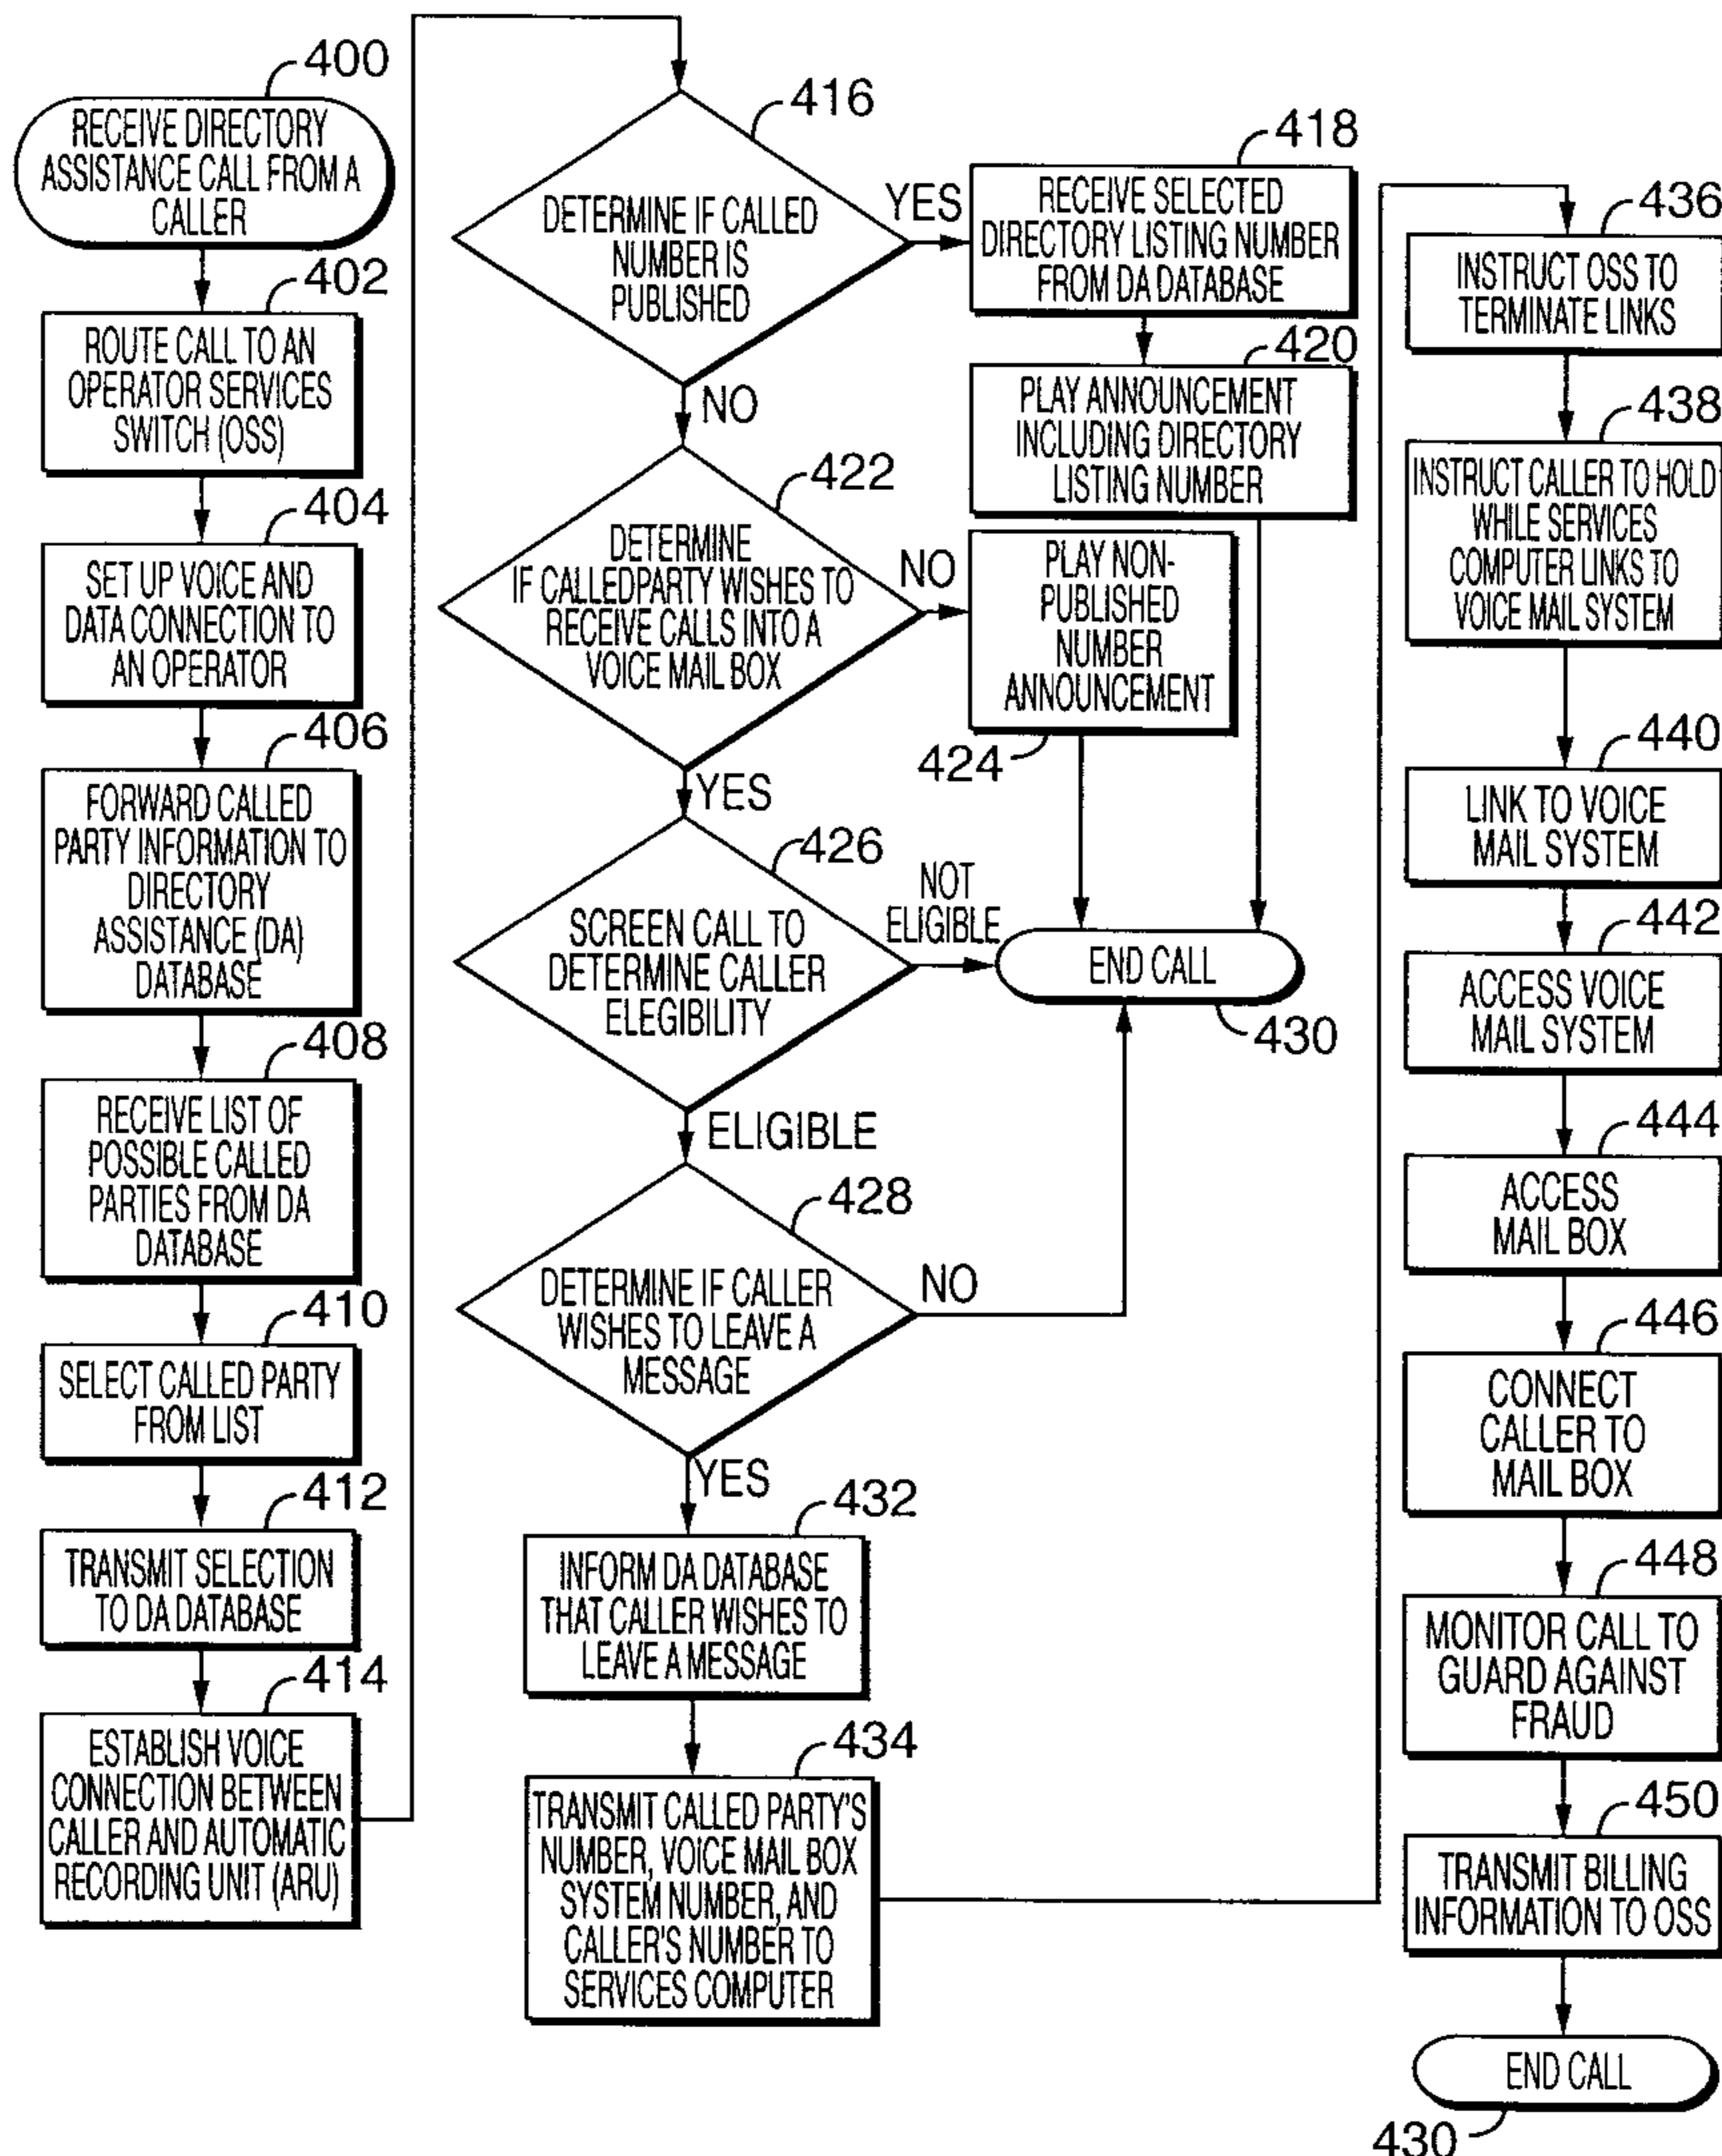 400
RECEIVE DIRECTORY
ASSISTANCE CALL FROM A
CALLER
402
ROUTE CALL TO AN
OPERATOR SERVICES
SWITCH (OSS)
404
SET UP VOICE AND
DATA CONNECTION TO
AN OPERATOR
406
FORWARD CALLED
PARTY INFORMATION TO
DIRECTORY
ASSISTANCE (DA)
DATABASE
408
RECEIVE LIST OF
POSSIBLE CALLED
PARTIES FROM DA
DATABASE
410
SELECT CALLED PARTY
FROM LIST
412
TRANSMIT SELECTION
TO DA DATABASE
414
ESTABLISH VOICE
CONNECTION BETWEEN
CALLER AND AUTOMATIC
RECORDING UNIT (ARU)
416
DETERMINE IF CALLED
NUMBER IS
PUBLISHED
YES
NO
418
RECEIVE SELECTED
DIRECTORY LISTING NUMBER
FROM DA DATABASE
420
PLAY ANNOUNCEMENT
INCLUDING DIRECTORY
LISTING NUMBER
422
DETERMINE
IF CALLEDPARTY WISHES TO
RECEIVE CALLS INTO A
VOICE MAIL BOX
NO
YES
PLAY NON-
PUBLISHED
NUMBER
ANNOUNCEMENT
424
426
SCREEN CALL TO
DETERMINE CALLER
ELEGIBILITY
NOT
ELIGIBLE
ELIGIBLE
END CALL
430
428
DETERMINE IF CALLER
WISHES TO LEAVE A
MESSAGE
NO
YES
432
INFORM DA DATABASE
THAT CALLER WISHES TO
LEAVE A MESSAGE
434
TRANSMIT CALLED PARTY'S
NUMBER, VOICE MAIL BOX
SYSTEM NUMBER, AND
CALLER'S NUMBER TO
SERVICES COMPUTER
436
INSTRUCT OSS TO
TERMINATE LINKS
438
INSTRUCT CALLER TO HOLD
WHILE SERVICES
COMPUTER LINKS TO
VOICE MAIL SYSTEM
440
LINK TO VOICE
MAIL SYSTEM
442
ACCESS VOICE
MAIL SYSTEM
444
ACCESS
MAIL BOX
446
CONNECT
CALLER TO
MAIL BOX
448
MONITOR CALL TO
GUARD AGAINST
FRAUD
450
TRANSMIT BILLING
INFORMATION TO OSS
END CALL
430